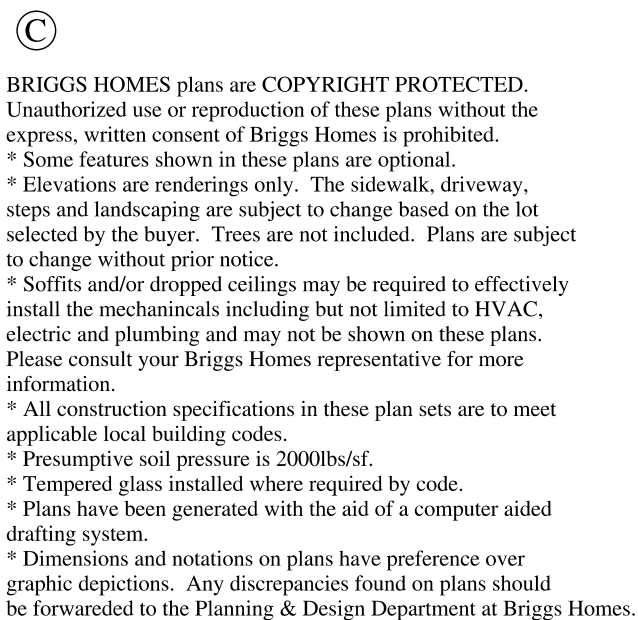 ©
BRIGGS HOMES plans are COPYRIGHT PROTECTED.
Unauthorized use or reproduction of these plans without the
express, written consent of Briggs Homes is prohibited.
* Some features shown in these plans are optional.
* Elevations are renderings only.  The sidewalk, driveway,
steps and landscaping are subject to change based on the lot
selected by the buyer.  Trees are not included.  Plans are subject
to change without prior notice.
* Soffits and/or dropped ceilings may be required to effectively
install the mechanincals including but not limited to HVAC,
electric and plumbing and may not be shown on these plans.
Please consult your Briggs Homes representative for more
information.
* All construction specifications in these plan sets are to meet
applicable local building codes.
* Presumptive soil pressure is 2000lbs/sf.
* Tempered glass installed where required by code.
* Plans have been generated with the aid of a computer aided
drafting system.
* Dimensions and notations on plans have preference over
graphic depictions.  Any discrepancies found on plans should
be forwareded to the Planning & Design Department at Briggs Homes.